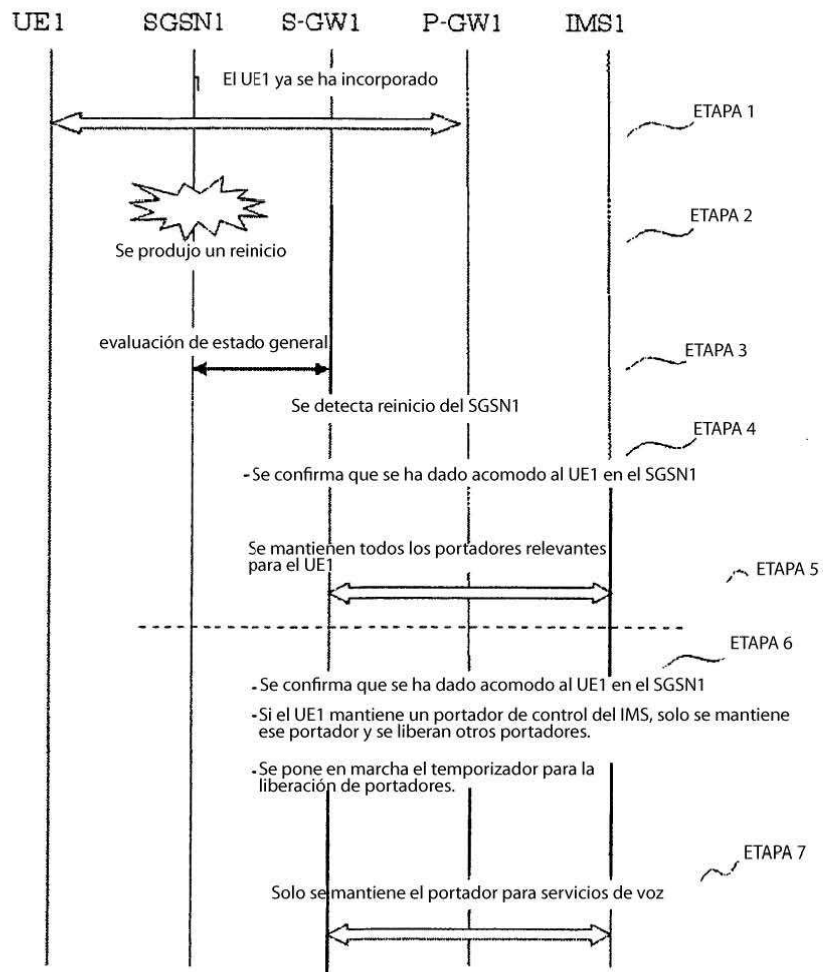 UE1 SGSN1 S-GW1 P-GW1 IMS1
El UE1 ya se ha incorporado
ETAPA 1
ETAPA 2
Se produjo un reinicio
evaluación de estado general
ETAPA 3
Se detecta reinicio del SGSN1
ETAPA 4
- Se confirma que se ha dado acomodo al UE1 en el SGSN1
Se mantienen todos los portadores relevantes
para el UE1
ETAPA 5
ETAPA 6
- Se confirma que se ha dado acomodo al UE1 en el SGSN1
- Si el UE1 mantiene un portador de control del IMS, solo se mantiene
ese portador y se liberan otros portadores.
- Se pone en marcha el temporizador para la
liberación de portadores.
ETAPA 7
Solo se mantiene el portador para servicios de voz